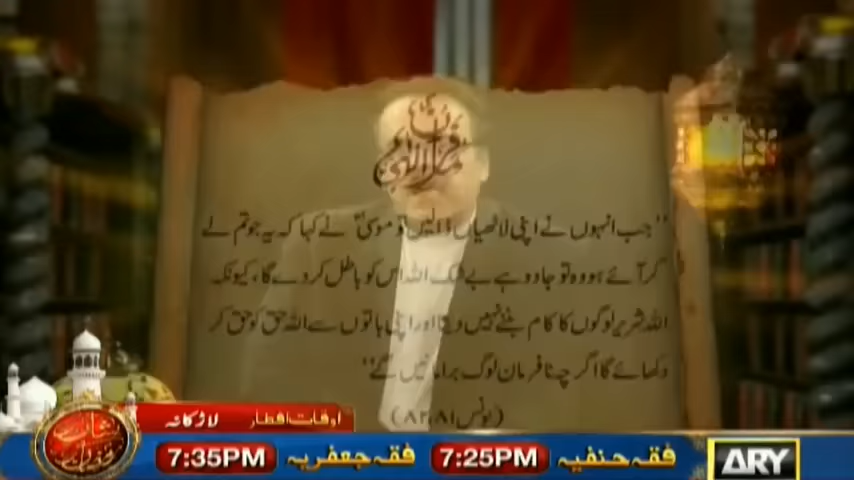 فرمان الٰہی
"جب انہوں نے اپنی لاٹھیاں ڈالیں تو موسیٰؑ نے کہا کہ یہ جو تم لے
کر آئے ہو وہ تو جادو ہے بے شک اللہ اس کو باطل کر دے گا، کیونکہ
اللہ شریر لوگوں کا کام بننے نہیں دیتا اور اپنی باتوں سے اللہ حق کو حق کر
دکھائے گا اگر چہ نافرمان لوگ برا مانیں گے"
(یونس ۸۲،۸۱)
اوقات افطار لاڑکانہ
فقہ حنفیہ 7:25PM فقہ جعفریہ 7:35PM
ARY